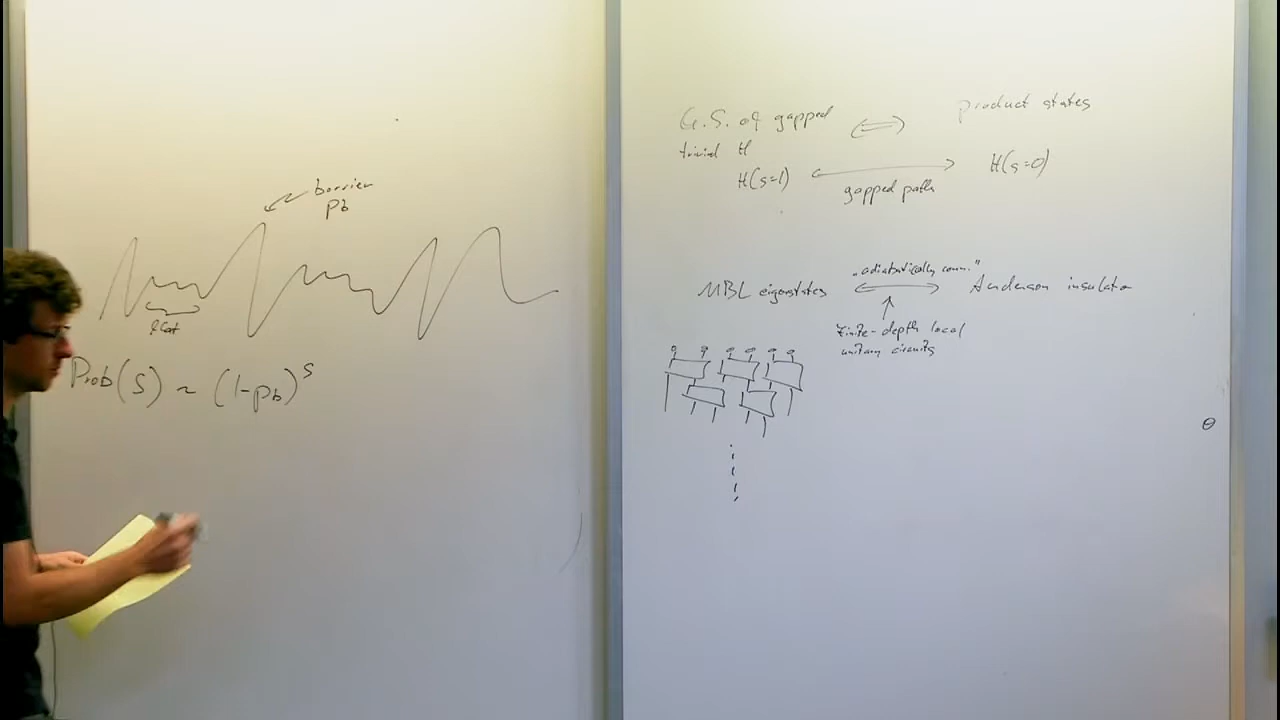 barrier
pb
Prob(S) ~ (1-pb)^S
G.S. of gapped
trivial H
⟺
product states
H(s=1)
gapped path
H(s=0)
MBL eigenstates
„adiabatically conn."
Anderson insulator
Finite-depth local
unitary circuits